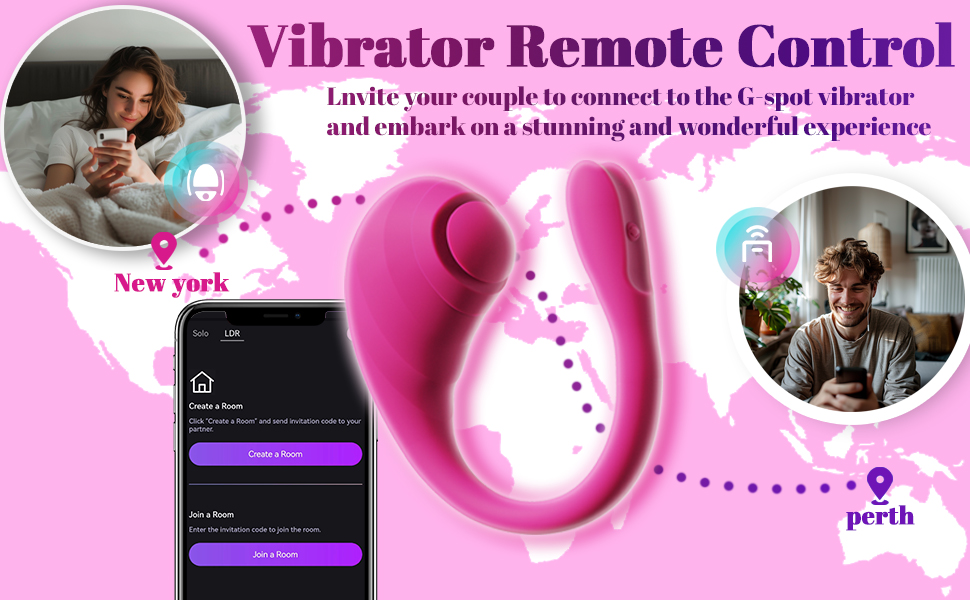 Vibrator Remote Control
Lnvite your couple to connect to the G-spot vibrator
and embark on a stunning and wonderful experience
New york
Solo LDR
Create a Room
Click "Create a Room" and send invitation code to your
partner.
Create a Room
Join a Room
Enter the invitation code to join the room.
Join a Room
perth